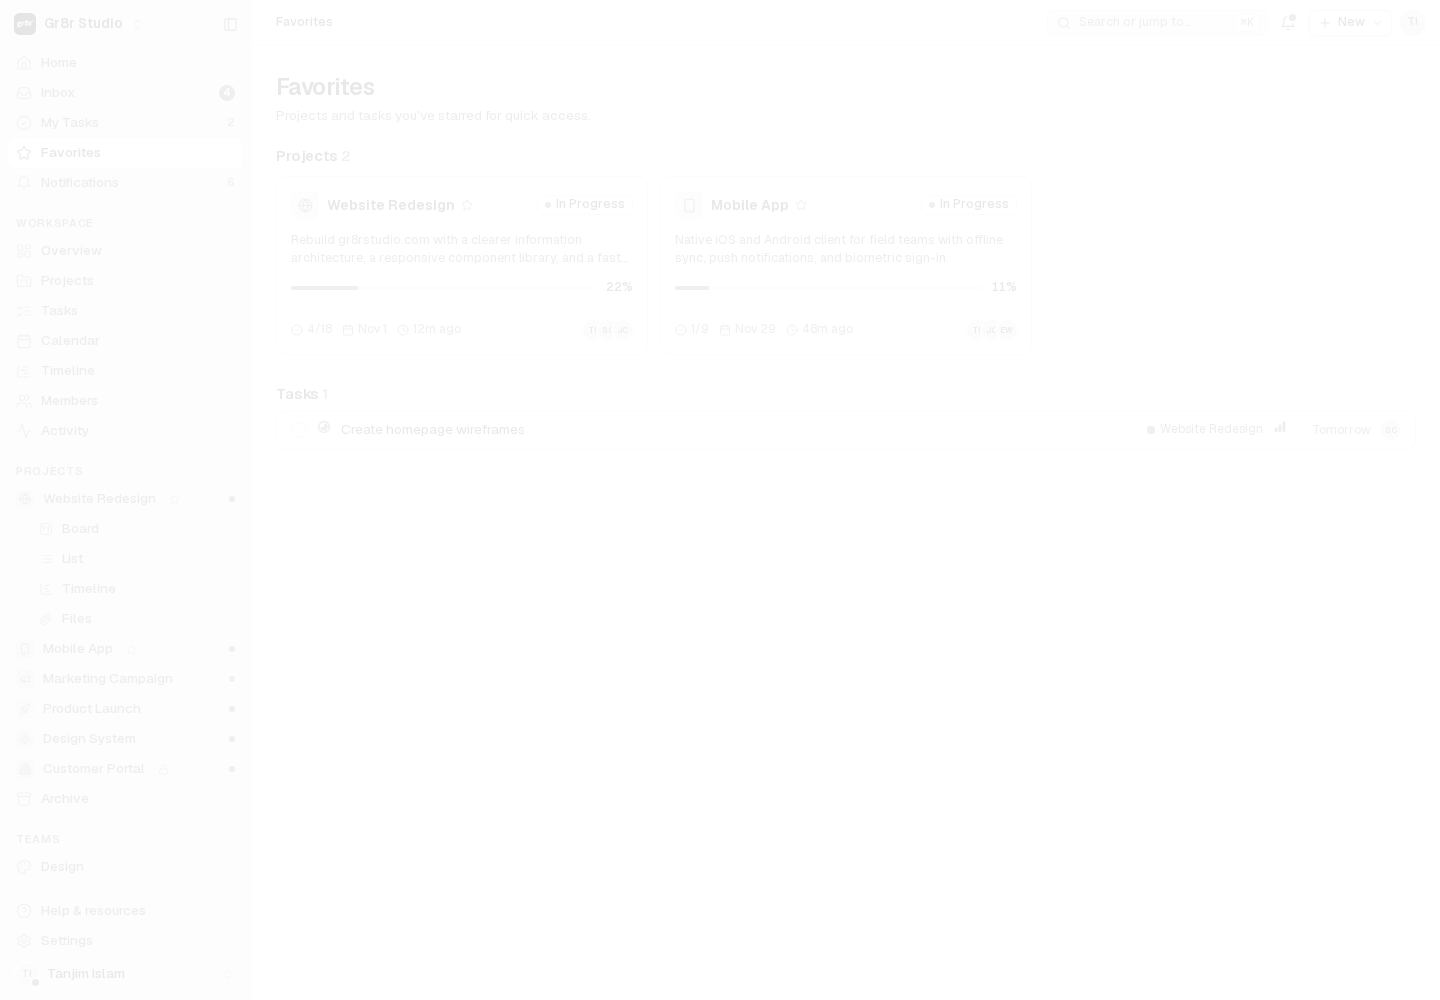 Gr8r Studio
Home
Inbox 4
My Tasks 2
Favorites
Notifications 6
WORKSPACE
Overview
Projects
Tasks
Calendar
Timeline
Members
Activity
PROJECTS
Website Redesign
Board
List
Timeline
Files
Mobile App
Marketing Campaign
Product Launch
Design System
Customer Portal
Archive
TEAMS
Design
Help & resources
Settings
TI Tanjim Islam
Favorites
Search or jump to... ⌘K
New
TI
Favorites
Projects and tasks you've starred for quick access.
Projects 2
Website Redesign In Progress
Rebuild gr8rstudio.com with a clearer information
architecture, a responsive component library, and a fast...
22%
4/18 Nov 1 12m ago TI JC
Mobile App In Progress
Native iOS and Android client for field teams with offline
sync, push notifications, and biometric sign-in.
11%
1/9 Nov 29 46m ago TI JC EW
Tasks 1
Create homepage wireframes Website Redesign Tomorrow